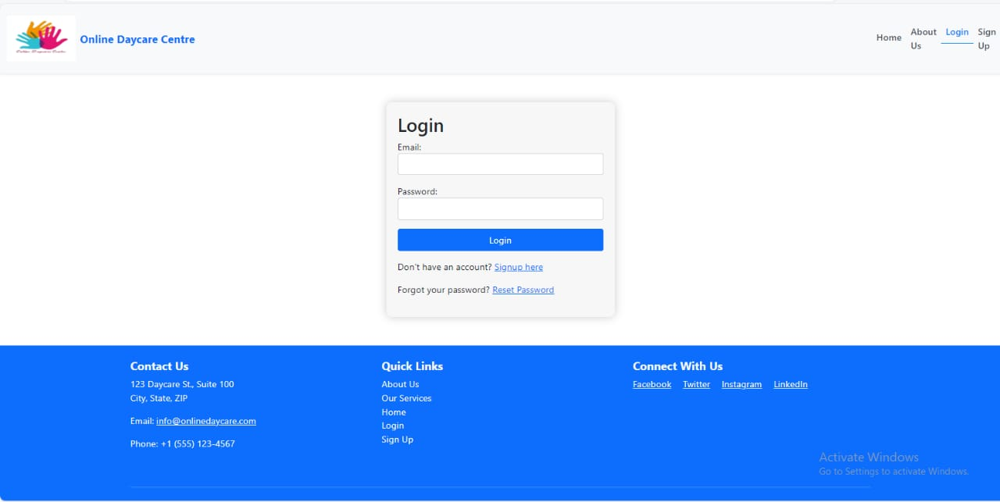 Online Daycare Centre
Home
About Us
Login
Sign Up
Login
Email:
Password:
Login
Don't have an account? Signup here
Forgot your password? Reset Password
Contact Us
123 Daycare St., Suite 100
City, State, ZIP
Email: info@onlinedaycare.com
Phone: +1 (555) 123-4567
Quick Links
About Us
Our Services
Home
Login
Sign Up
Connect With Us
Facebook Twitter Instagram LinkedIn
Activate Windows
Go to Settings to activate Windows.